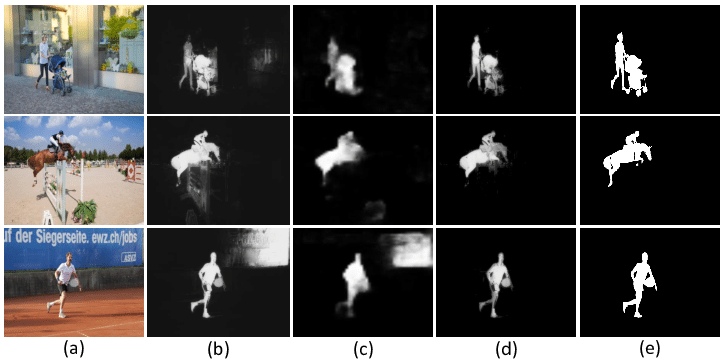 uf der Siegerseite. ewz.ch/jobs
(a) (b) (c) (d) (e)